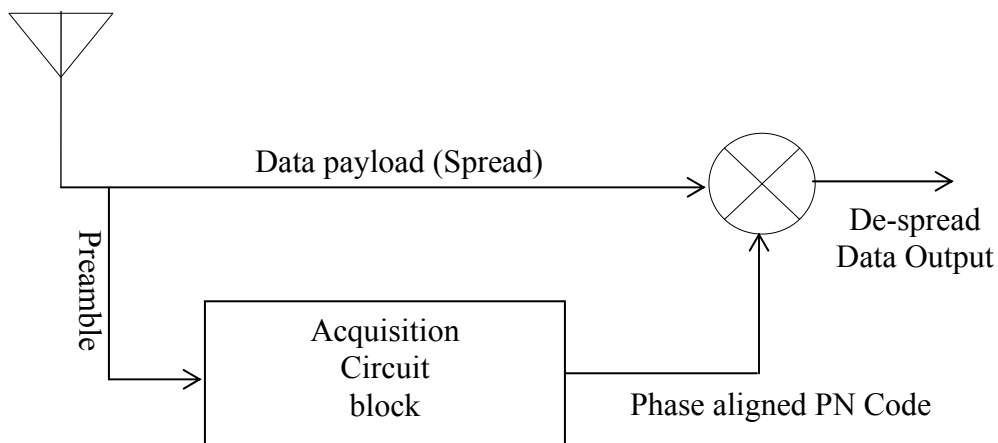 Data payload (Spread)
De-spread
Data Output
Preamble
Acquisition
Circuit
block
Phase aligned PN Code